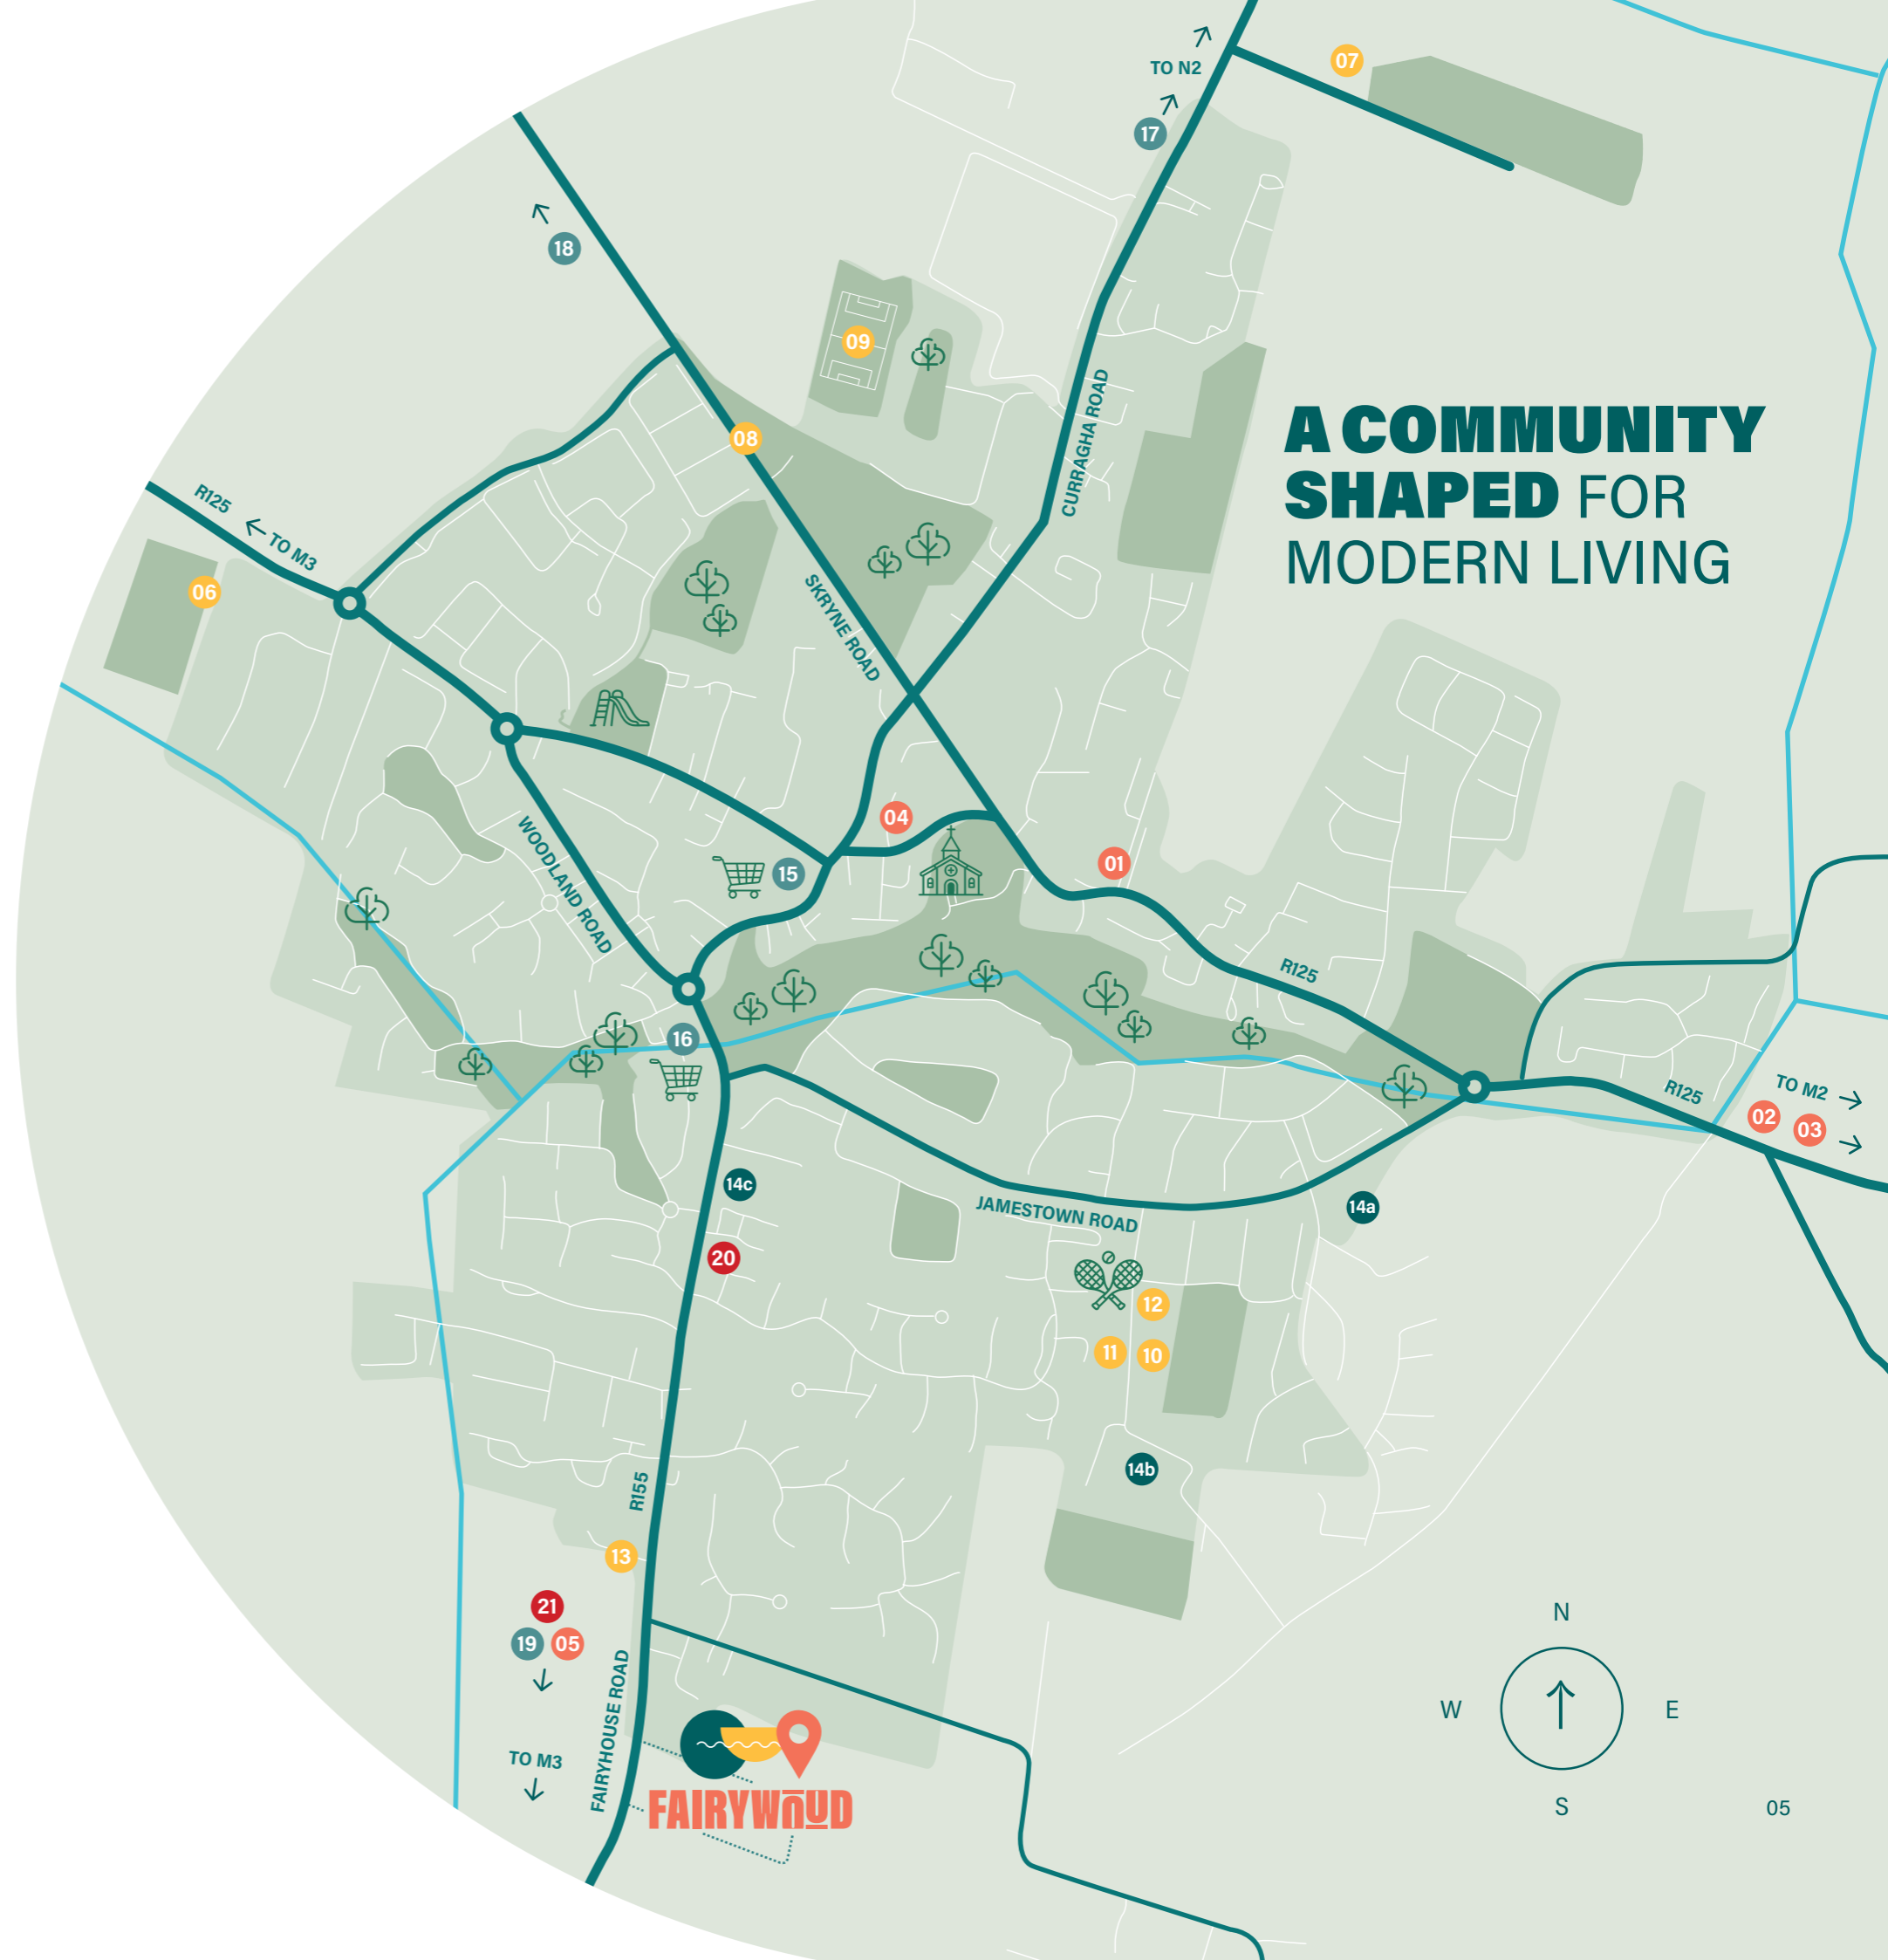 07
TO N2
17
18
09
A COMMUNITY
SHAPED FOR
MODERN LIVING
08
CURRAGHA ROAD
R125
TO M3
06
SKRYNE ROAD
04
WOODLAND ROAD
15
01
R125
16
R125
TO M2
02
03
14c
JAMESTOWN ROAD
14a
20
12
11
10
14b
R155
13
21
19
05
FAIRYHOUSE ROAD
TO M3
FAIRYWOUD
N
W
E
S
05